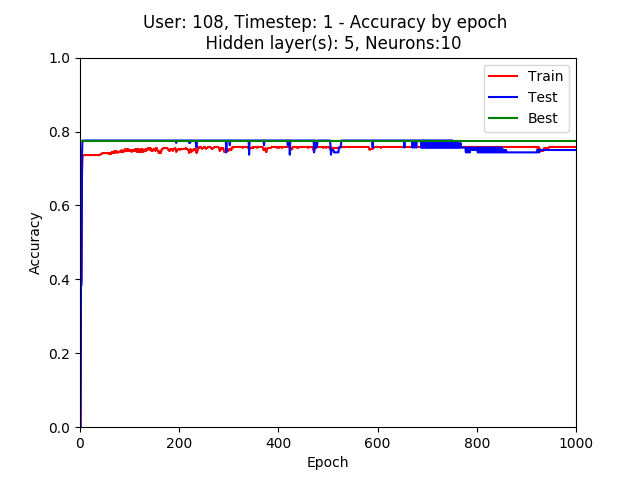 User: 108, Timestep: 1 - Accuracy by epoch
Hidden layer(s): 5, Neurons:10
1.0
0.8
0.6
0.4
0.2
0.0
Accuracy
Train
Test
Best
0 200 400 600 800 1000
Epoch